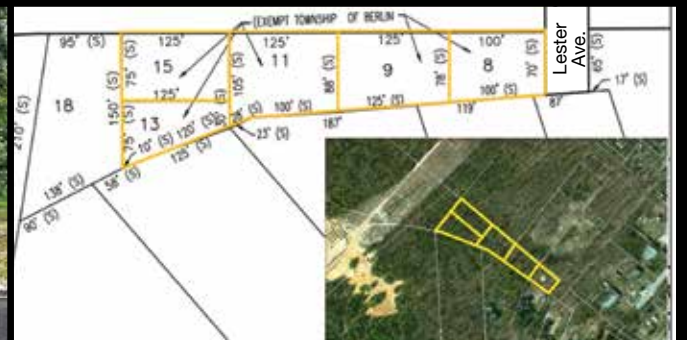 (EXEMPT TOWNSHIP OF BERLIN
Lester
Ave.
95' (S)
125'
125'
125'
100'
65' (S)
17' (S)
210' (S)
18
150' (S)
75' (S)
15
105' (S)
11
88' (S)
9
78' (S)
8
70' (S)
125'
75' (S)
13
10' (S)
120' (S)
100' (S)
125' (S)
100' (S)
87'
119'
187'
23' (S)
125' (S)
58' (S)
138' (S)
90' (S)